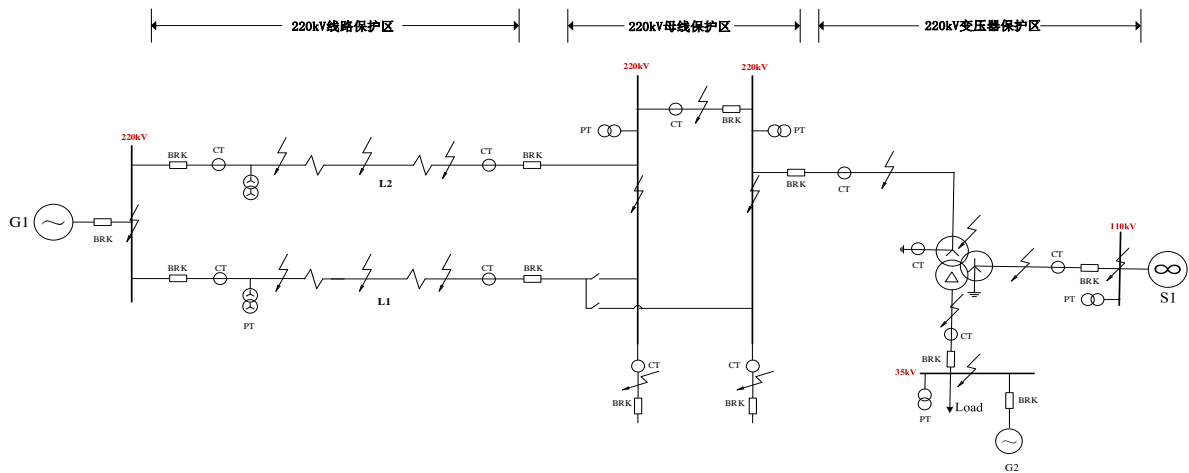 220kV线路保护区
220kV母线保护区
220kV变压器保护区
220kV
220kV
220kV
CT
BRK
PT
PT
BRK
CT
CT
BRK
L2
BRK
CT
G1
BRK
110kV
CT
CT
BRK
S1
PT
BRK
CT
CT
BRK
L1
PT
CT
BRK
35kV
CT
BRK
CT
BRK
PT
Load
BRK
G2